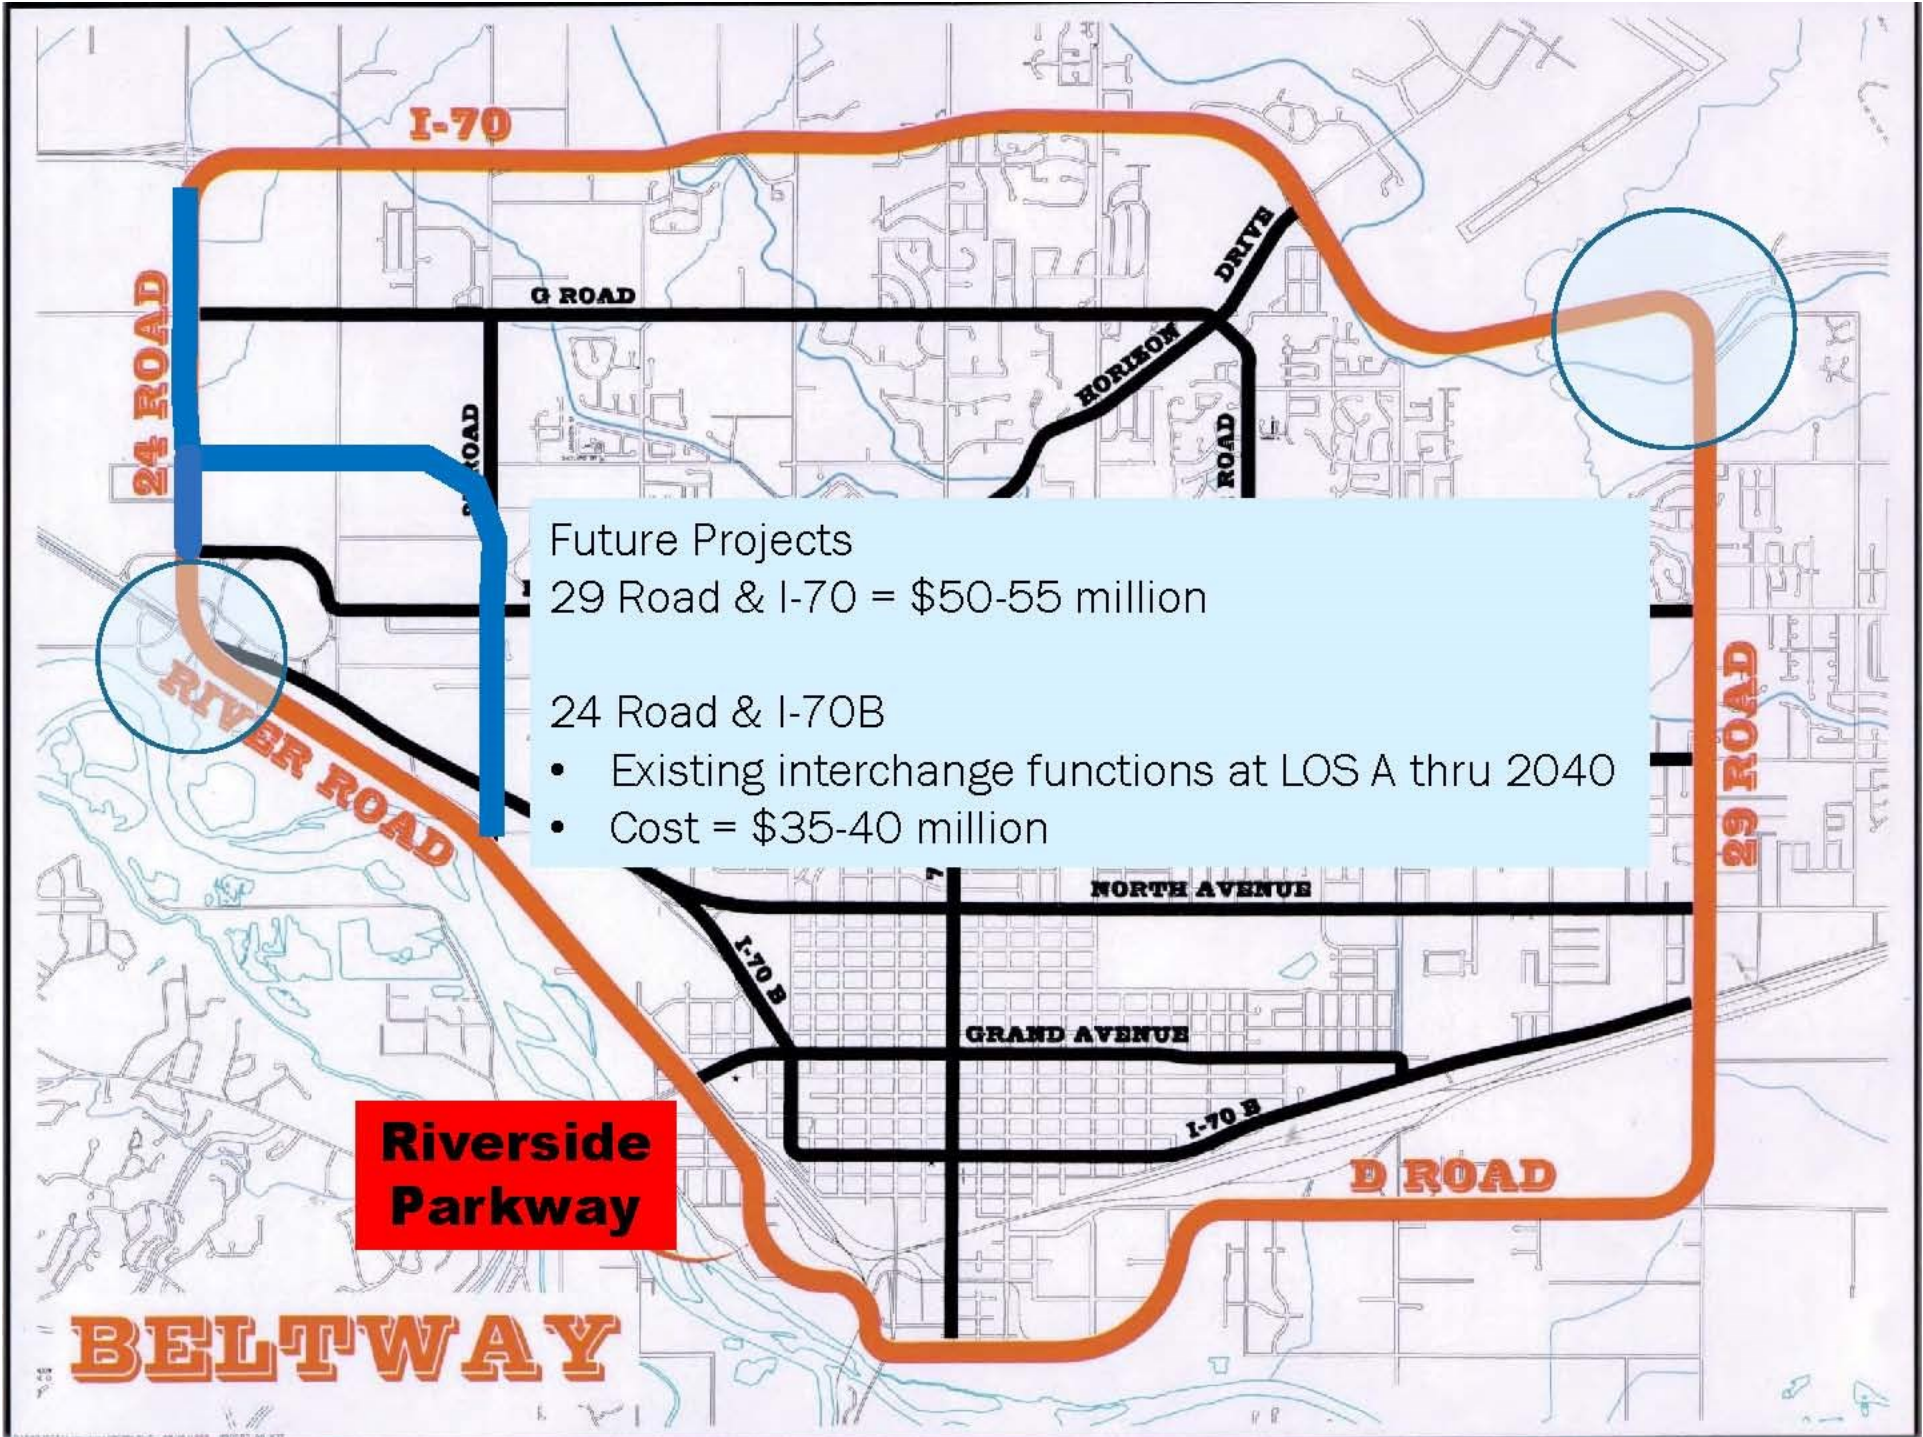 I-70
DRIVE
G ROAD
24 ROAD
HORIZON
ROAD
ROAD
Future Projects
29 Road & I-70 = $50-55 million
24 Road & I-70B
• Existing interchange functions at LOS A thru 2040
• Cost = $35-40 million
RIVER ROAD
29 ROAD
7
NORTH AVENUE
I-70 B
GRAND AVENUE
I-70 B
Riverside
Parkway
D ROAD
BELTWAY